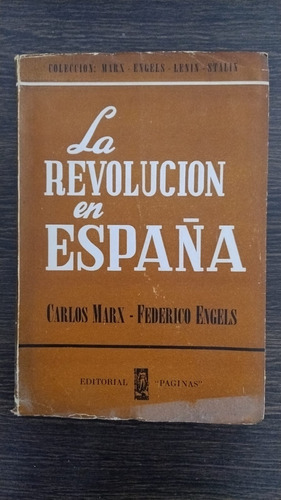 COLECCION: MARX - ENGELS - LENIN - STALIN
La
REVOLUCION
en
ESPAÑA
CARLOS MARX - FEDERICO ENGELS
EDITORIAL "PAGINAS"